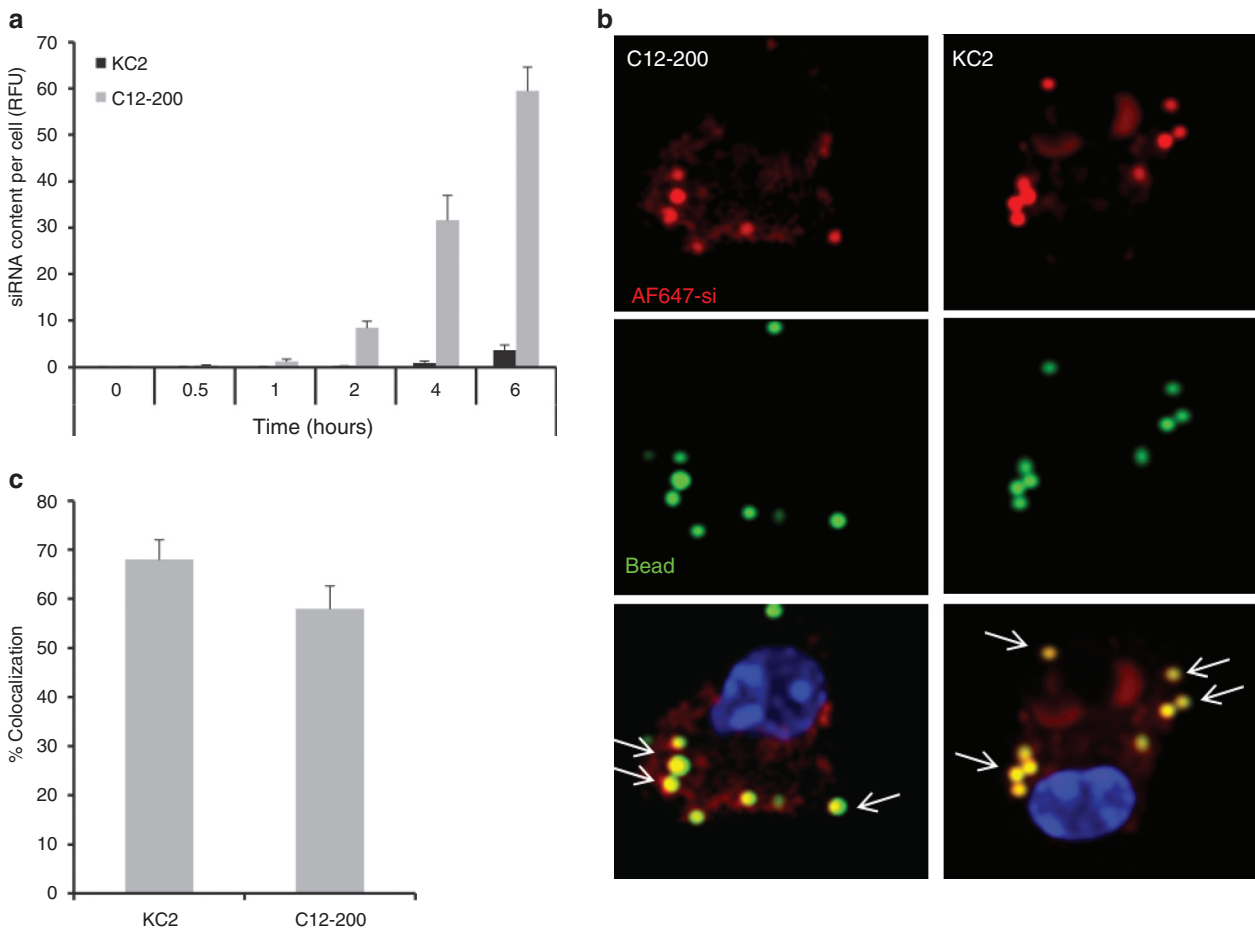 a
siRNA content per cell (RFU)
70
60
50
40
30
20
10
0
KC2
C12-200
0 0.5 1 2 4 6
Time (hours)
b
C12-200
KC2
AF647-si
Bead
c
% Colocalization
80
70
60
50
40
30
20
10
0
KC2 C12-200